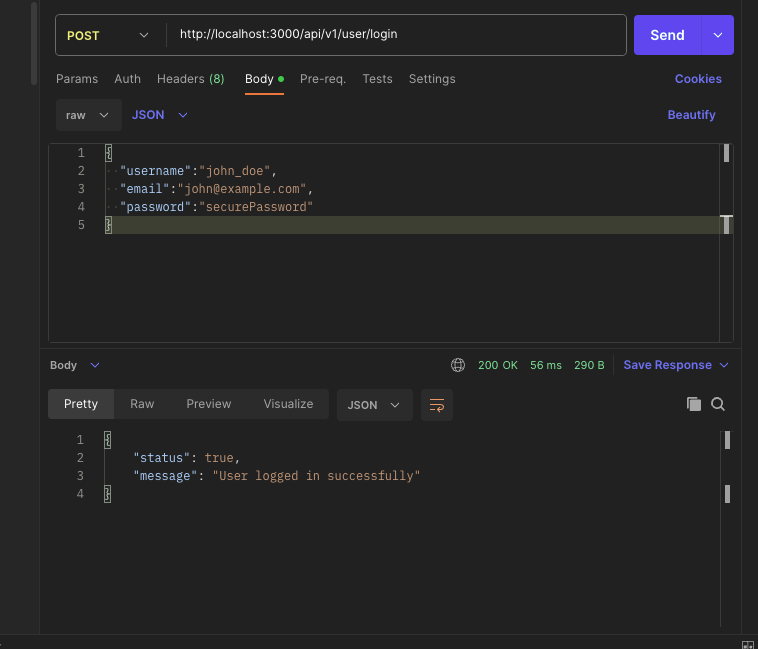 POST http://localhost:3000/api/v1/user/login Send
Params Auth Headers (8) Body Pre-req. Tests Settings Cookies
raw JSON Beautify
1 {
2 "username":"john_doe",
3 "email":"john@example.com",
4 "password":"securePassword"
5 }
Body 200 OK 56 ms 290 B Save Response
Pretty Raw Preview Visualize JSON
1 {
2 "status": true,
3 "message": "User logged in successfully"
4 }